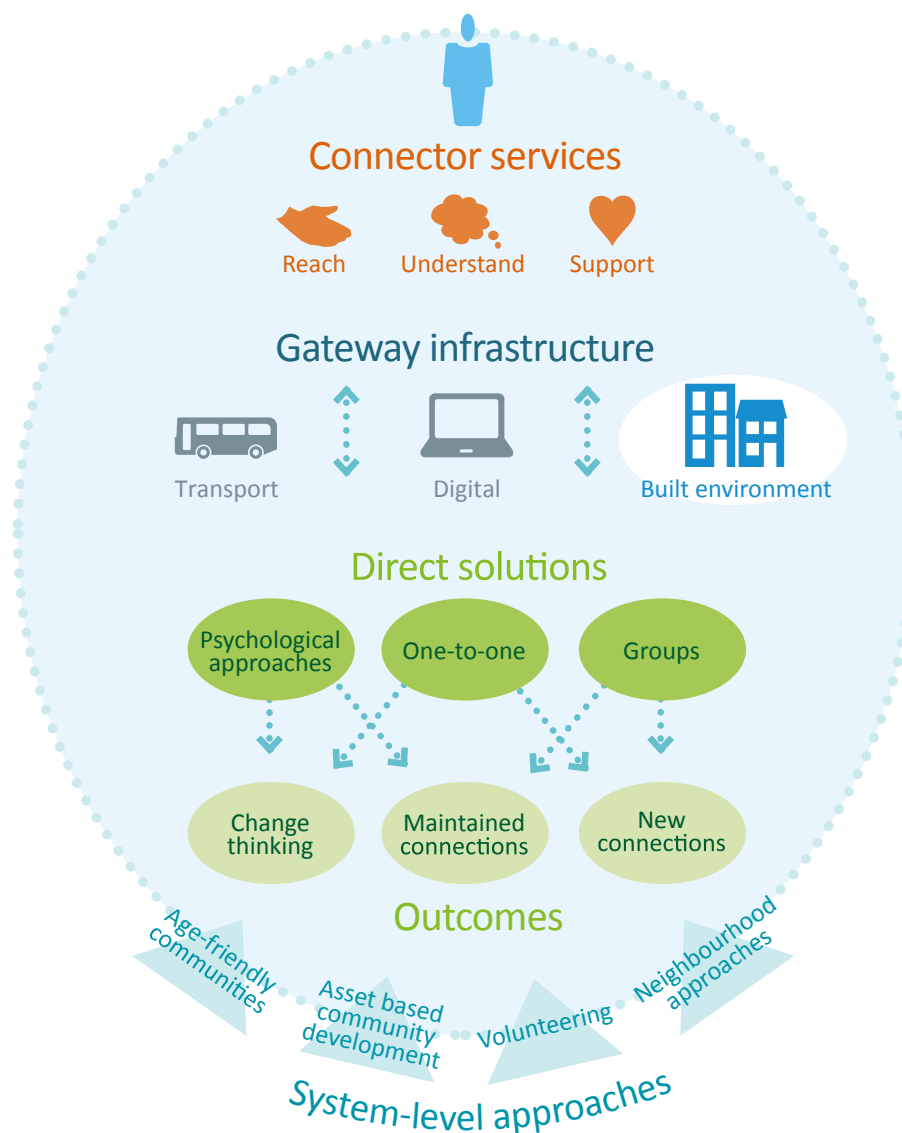 Connector services
Reach
Understand
Support
Gateway infrastructure
Transport
Digital
Built environment
Direct solutions
Psychological
approaches
One-to-one
Groups
Change
thinking
Maintained
connections
New
connections
Outcomes
Age-friendly
communities
Asset based
community
development
Volunteering
Neighbourhood
approaches
System-level approaches